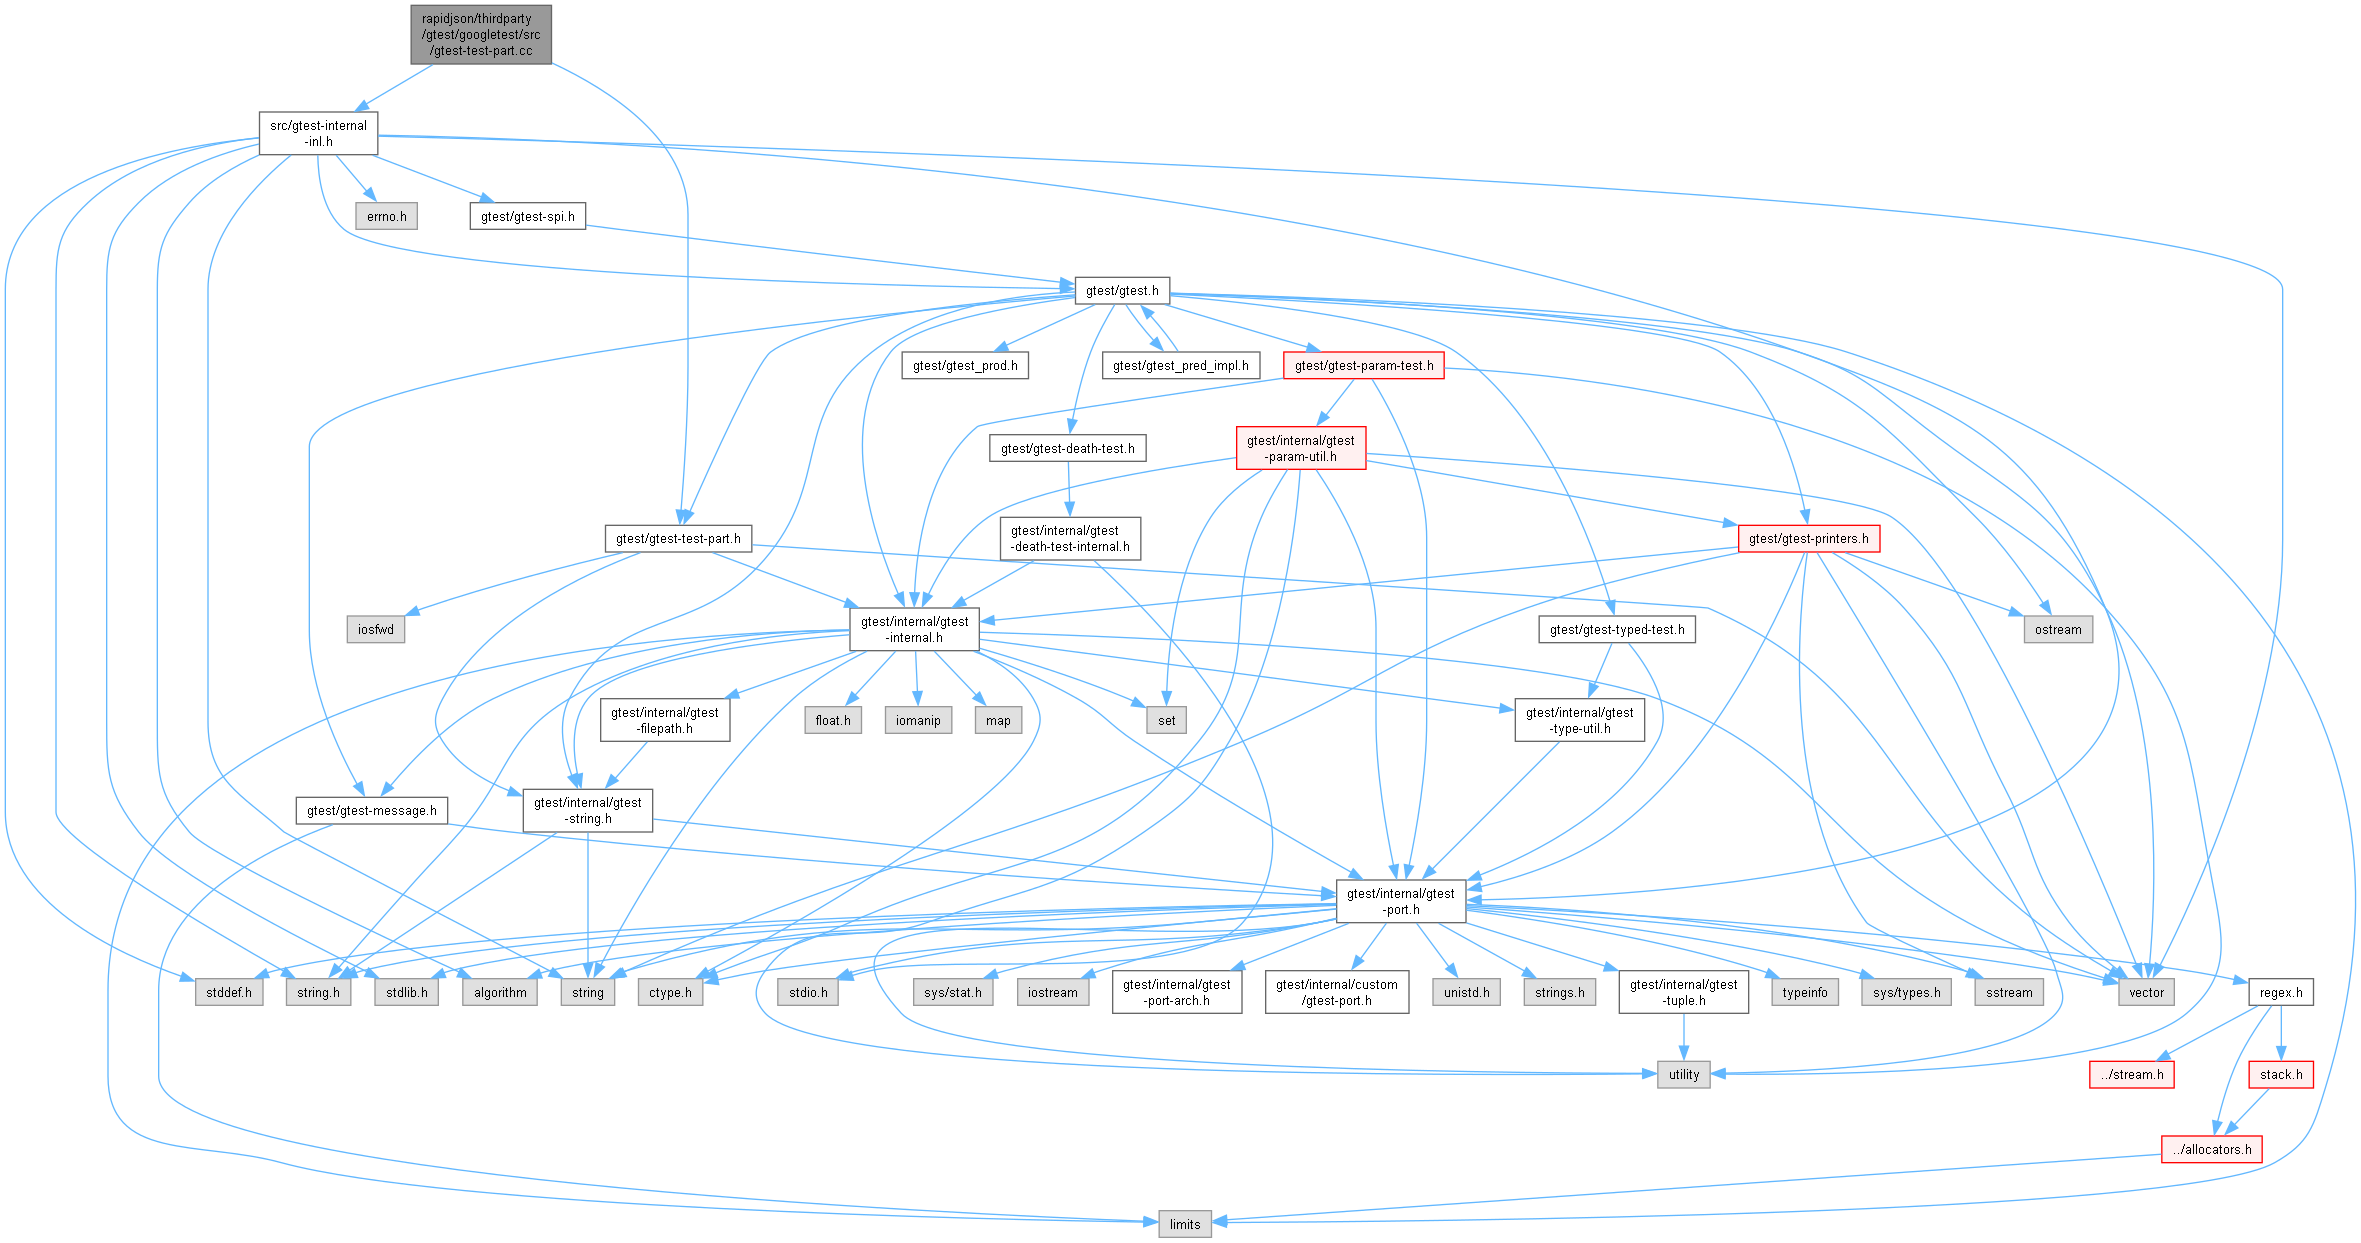 rapidjson/thirdparty
/gtest/googletest/src
/gtest-test-part.cc
src/gtest-internal
-inl.h
errno.h
gtest/gtest-spi.h
gtest/gtest.h
gtest/gtest_prod.h
gtest/gtest_pred_impl.h
gtest/gtest-param-test.h
gtest/gtest-death-test.h
gtest/internal/gtest
-param-util.h
gtest/gtest-test-part.h
gtest/internal/gtest
-death-test-internal.h
gtest/gtest-printers.h
iosfwd
gtest/internal/gtest
-internal.h
gtest/gtest-typed-test.h
ostream
gtest/internal/gtest
-filepath.h
float.h
iomanip
map
set
gtest/internal/gtest
-type-util.h
gtest/gtest-message.h
gtest/internal/gtest
-string.h
gtest/internal/gtest
-port.h
stddef.h
string.h
stdlib.h
algorithm
string
ctype.h
stdio.h
sys/stat.h
iostream
gtest/internal/gtest
-port-arch.h
gtest/internal/custom
/gtest-port.h
unistd.h
strings.h
gtest/internal/gtest
-tuple.h
typeinfo
sys/types.h
sstream
vector
regex.h
utility
../stream.h
stack.h
../allocators.h
limits